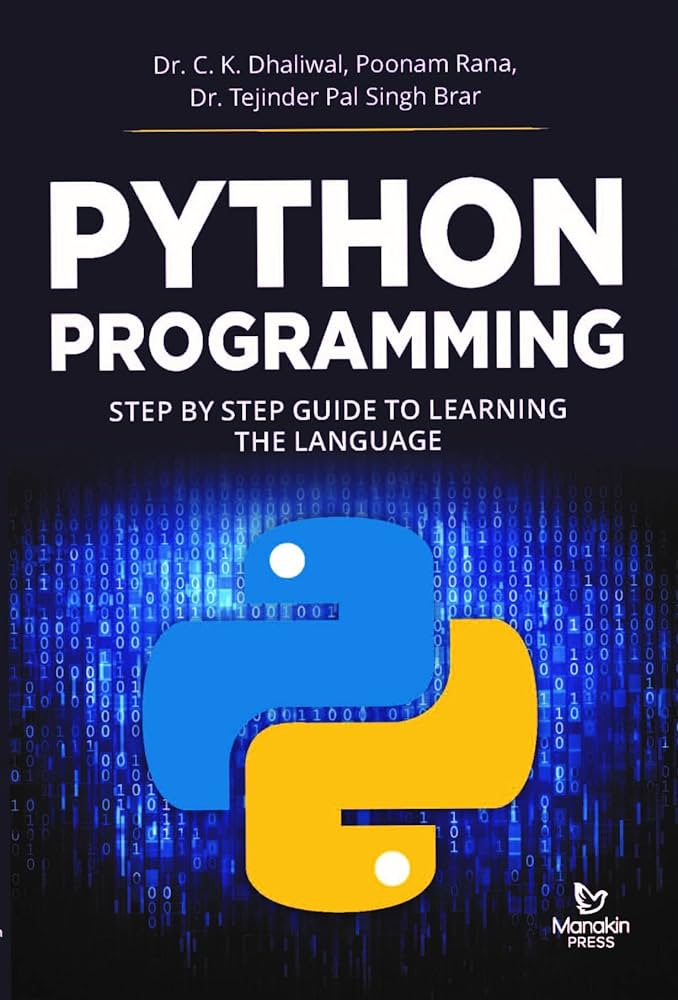 Dr. C. K. Dhaliwal, Poonam Rana,
Dr. Tejinder Pal Singh Brar
PYTHON
PROGRAMMING
STEP BY STEP GUIDE TO LEARNING
THE LANGUAGE
Manakin
PRESS